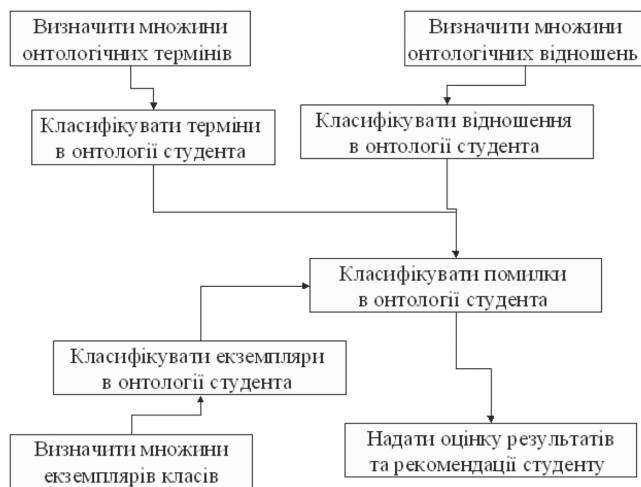 Визначити множини
онтологічних термінів
Визначити множини
онтологічних відношень
Класифікувати терміни
в онтології студента
Класифікувати відношення
в онтології студента
Класифікувати помилки
в онтології студента
Класифікувати екземпляри
в онтології студента
Визначити множини
екземплярів класів
Надати оцінку результатів
та рекомендації студенту